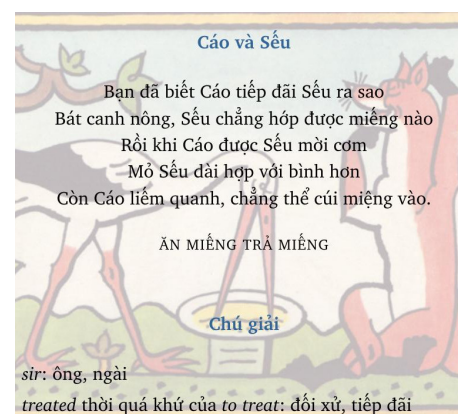 Cáo và Sếu
Bạn đã biết Cáo tiếp đãi Sếu ra sao
Bát canh nông, Sếu chẳng hớp được miếng nào
Rồi khi Cáo được Sếu mời cơm
Mỏ Sếu dài hợp với bình hơn
Còn Cáo liếm quanh, chẳng thể cúi miệng vào.
ĂN MIẾNG TRẢ MIẾNG
Chú giải
sir: ông, ngài
treated thời quá khứ của to treat: đối xử, tiếp đãi